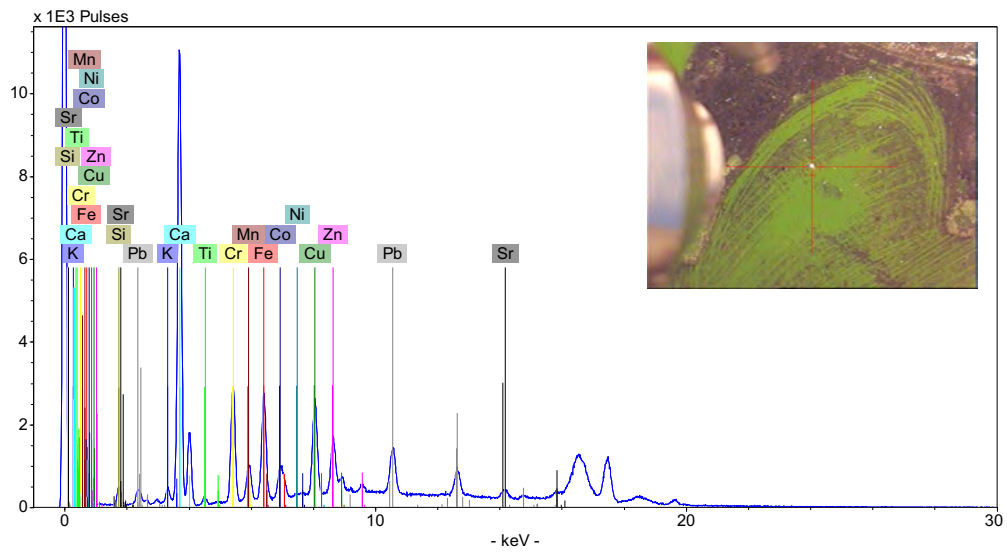 x 1E3 Pulses
Mn
Ni
10
Co
Sr
Ti
8
Si Zn
Cu
Cr
Fe Sr Mn Ni
Ca Si Ca Co Zn
6 K Pb K Ti Cr Fe Cu Pb Sr
4
2
0
0 10 20 30
- keV -